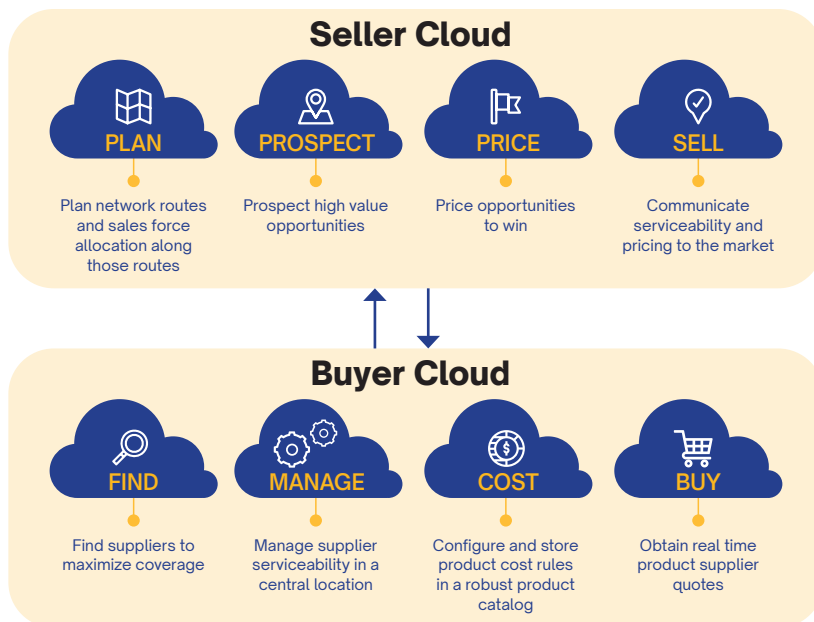 Seller Cloud
PLAN
Plan network routes
and sales force
allocation along
those routes
PROSPECT
Prospect high value
opportunities
PRICE
Price opportunities
to win
SELL
Communicate
serviceability and
pricing to the market
Buyer Cloud
FIND
Find suppliers to
maximize coverage
MANAGE
Manage supplier
serviceability in a
central location
COST
$
Configure and store
product cost rules
in a robust product
catalog
BUY
Obtain real time
product supplier
quotes